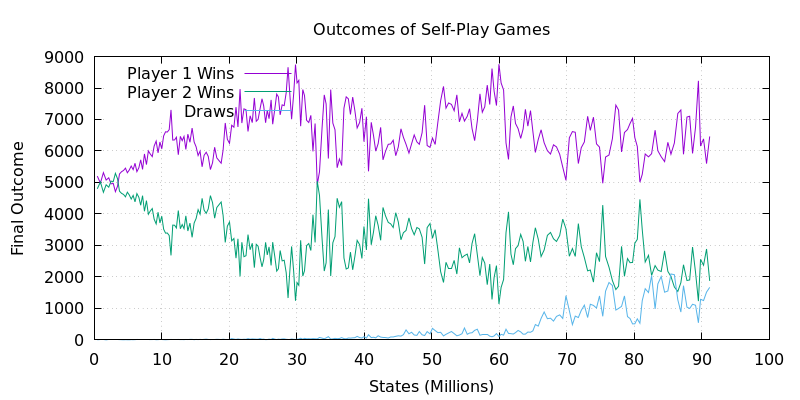 Outcomes of Self-Play Games
Final Outcome
9000
8000
7000
6000
5000
4000
3000
2000
1000
0
Player 1 Wins
Player 2 Wins
Draws
0 10 20 30 40 50 60 70 80 90 100
States (Millions)